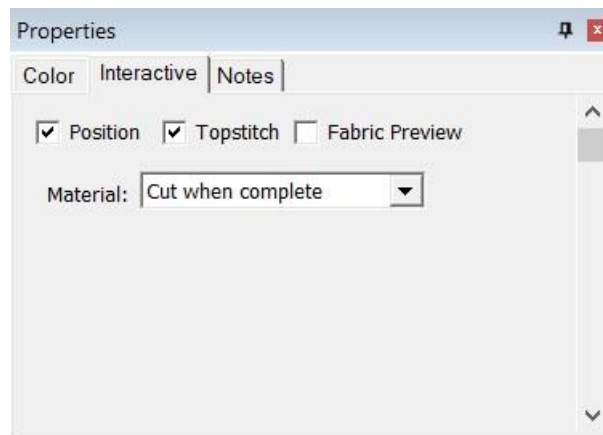 Properties
Color Interactive Notes
Position Topstitch Fabric Preview
Material: Cut when complete